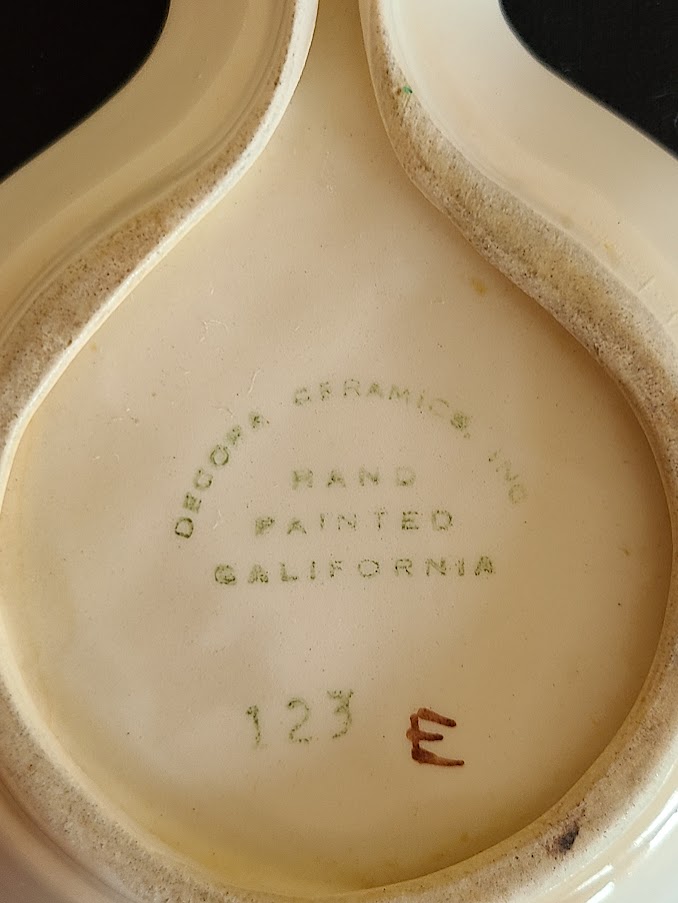 DECORA CERAMICS, INC
HAND
PAINTED
CALIFORNIA
123 E